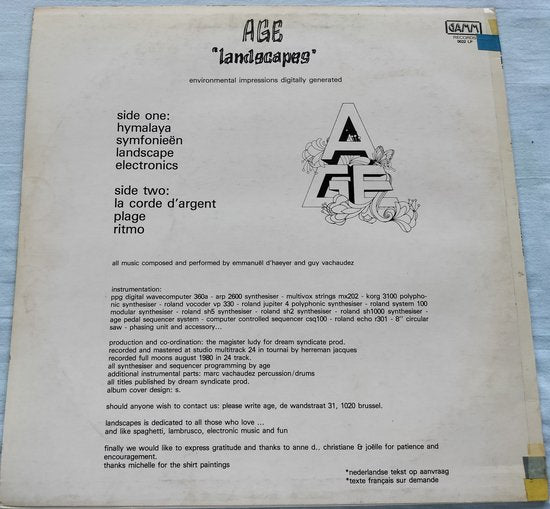 AGE
"landscapes"
GAMM
RECORDS
0022 LP
environmental impressions digitally generated
side one:
hymalaya
symfonieën
landscape
electronics
side two:
la corde d'argent
plage
ritmo
AGE
all music composed and performed by emmanuël d'haeyer and guy vachaudez
instrumentation:
ppg digital wavecomputer 360a - arp 2600 synthesiser - multivox strings mx202 - korg 3100 polypho-
nic synthesiser - roland vocoder vp 330 - roland jupiter 4 polyphonic synthesiser - roland system 100
modular synthesiser - roland sh5 synthesiser - roland sh2 synthesiser - roland sh1000 synthesiser -
age pedal sequencer system - computer controlled sequencer csq100 - roland echo r301 - 8" circular
saw - phasing unit and accessory...
production and co-ordination: the magister ludy for dream syndicate prod.
recorded and mastered at studio multitrack 24 in tournai by herreman jacques
recorded full moons august 1980 in 24 track.
all synthesiser and sequencer programming by age
additional instrumental parts: marc vachaudez percussion/drums
all titles published by dream syndicate prod.
album cover design: s.
should anyone wish to contact us: please write age, de wandstraat 31, 1020 brussel.
landscapes is dedicated to all those who love ...
and like spaghetti, lambrusco, electronic music and fun
finally we would like to express gratitude and thanks to anne d., christiane & joëlle for patience and
encouragement.
thanks michelle for the shirt paintings
*nederlandse tekst op aanvraag
*texte français sur demande